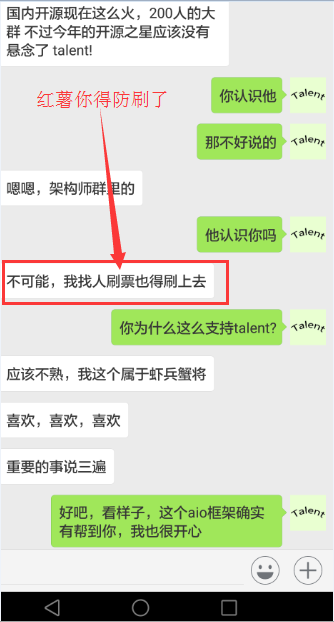 国内开源现在这么火，200人的大
群 不过今年的开源之星应该没有
悬念了 talent!
你认识他
Talent
红薯你得防刷了
那不好说的
Talent
嗯嗯，架构师群里的
他认识你吗
Talent
不可能，我找人刷票也得刷上去
你为什么这么支持talent?
Talent
应该不熟，我这个属于虾兵蟹将
喜欢，喜欢，喜欢
重要的事说三遍
好吧，看样子，这个aio框架确实
有帮到你，我也很开心
Talent